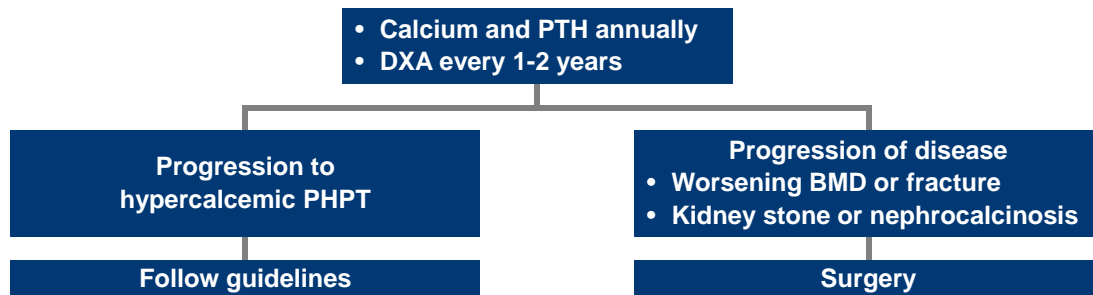 • Calcium and PTH annually
• DXA every 1-2 years
Progression to
hypercalcemic PHPT
Progression of disease
• Worsening BMD or fracture
• Kidney stone or nephrocalcinosis
Follow guidelines
Surgery